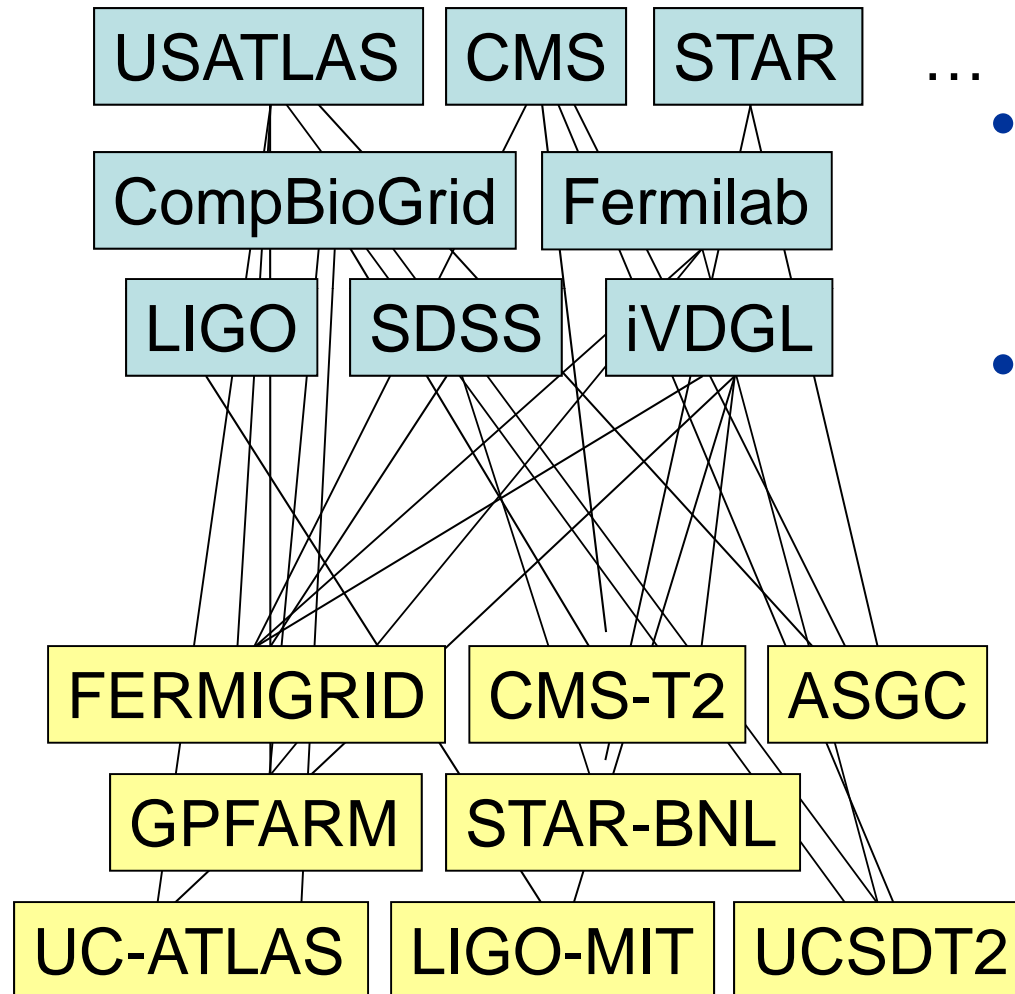 USATLAS CMS STAR …
•
CompBioGrid Fermilab
LIGO SDSS iVDGL
•
FERMIGRID CMS-T2 ASGC
GPFARM STAR-BNL
UC-ATLAS LIGO-MIT UCSDT2